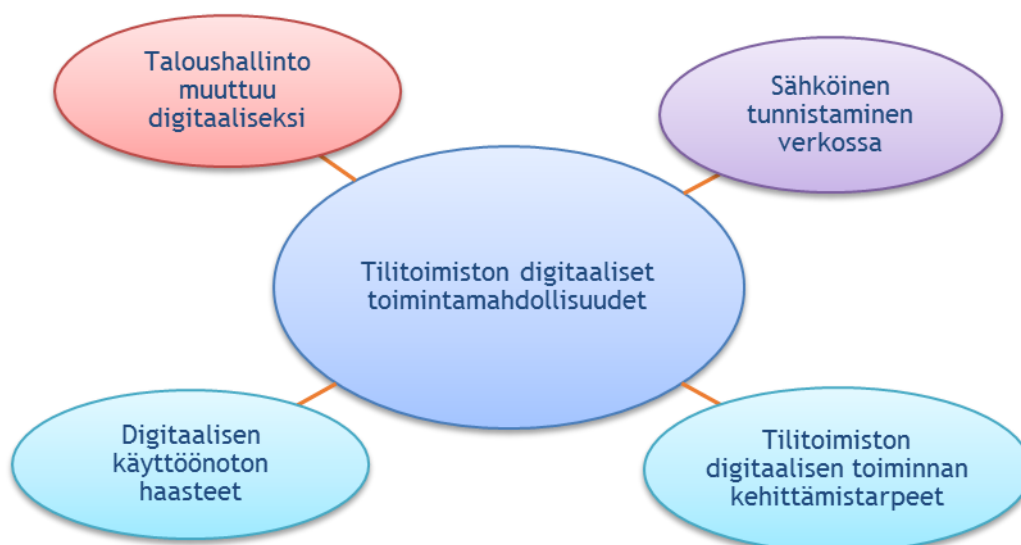 Taloushallinto
muuttuu
digitaaliseksi
Sähköinen
tunnistaminen
verkossa
Tilitoimiston digitaaliset
toimintamahdollisuudet
Digitaalisen
käyttöönoton
haasteet
Tilitoimiston
digitaalisen toiminnan
kehittämistarpeet